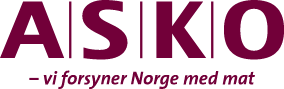 ASKO
– vi forsyner Norge med mat